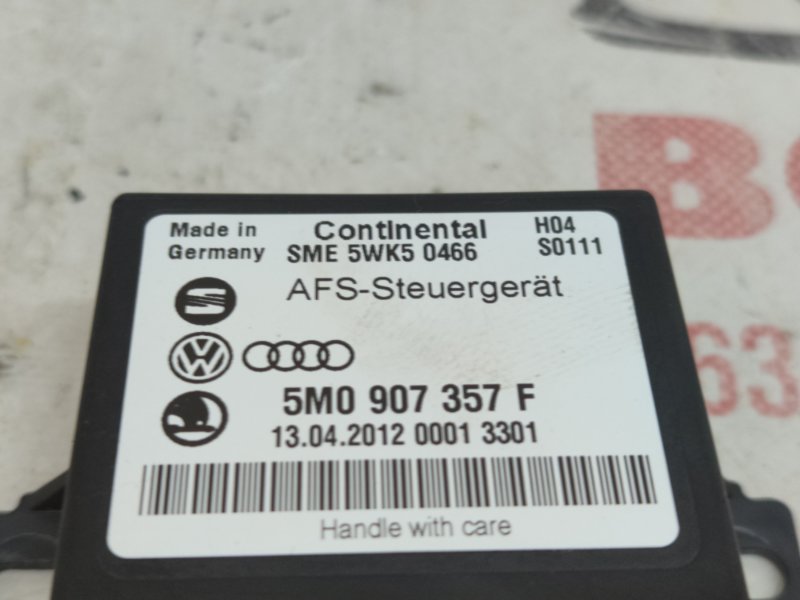 Made in Germany
Continental
SME 5WK5 0466
H04
S0111
AFS-Steuergerät
5M0 907 357 F
13.04.2012 0001 3301
Handle with care